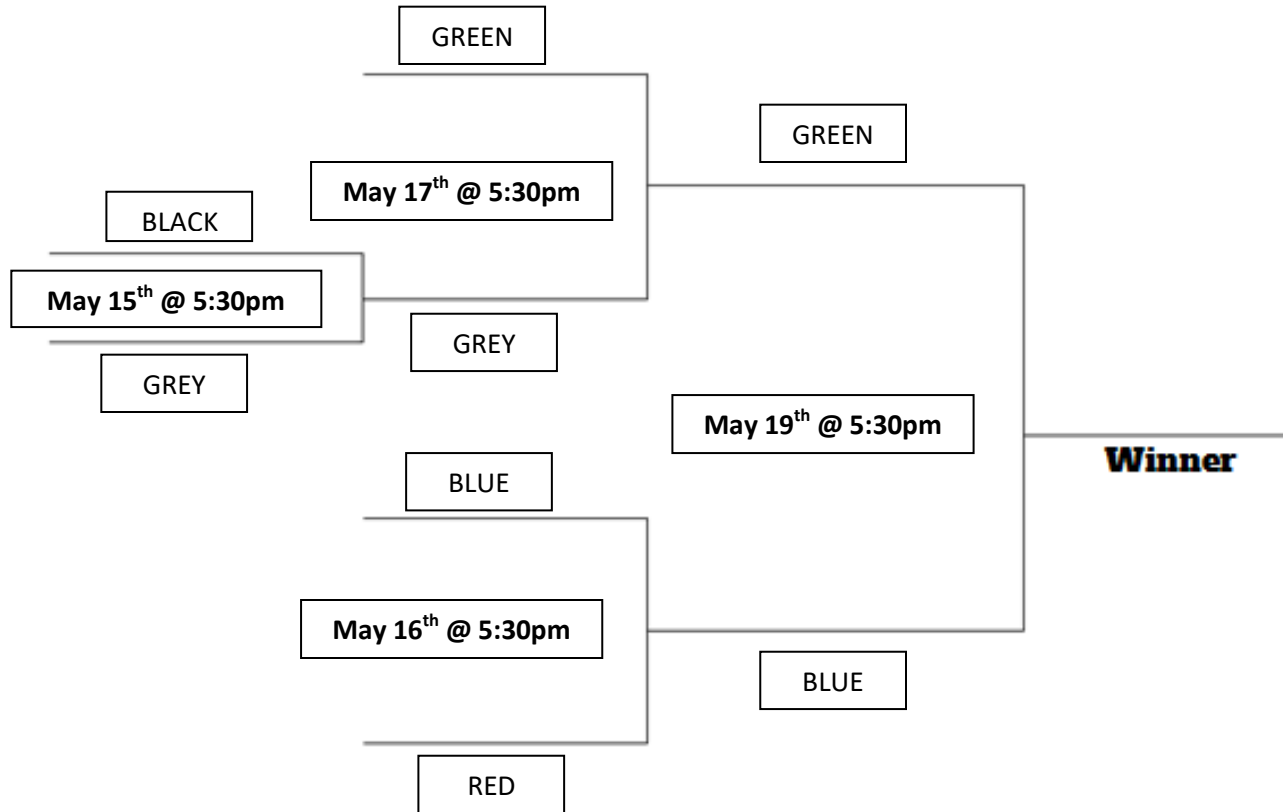 GREEN
GREEN
May 17th @ 5:30pm
BLACK
May 15th @ 5:30pm
GREY
GREY
May 19th @ 5:30pm
Winner
BLUE
May 16th @ 5:30pm
BLUE
RED